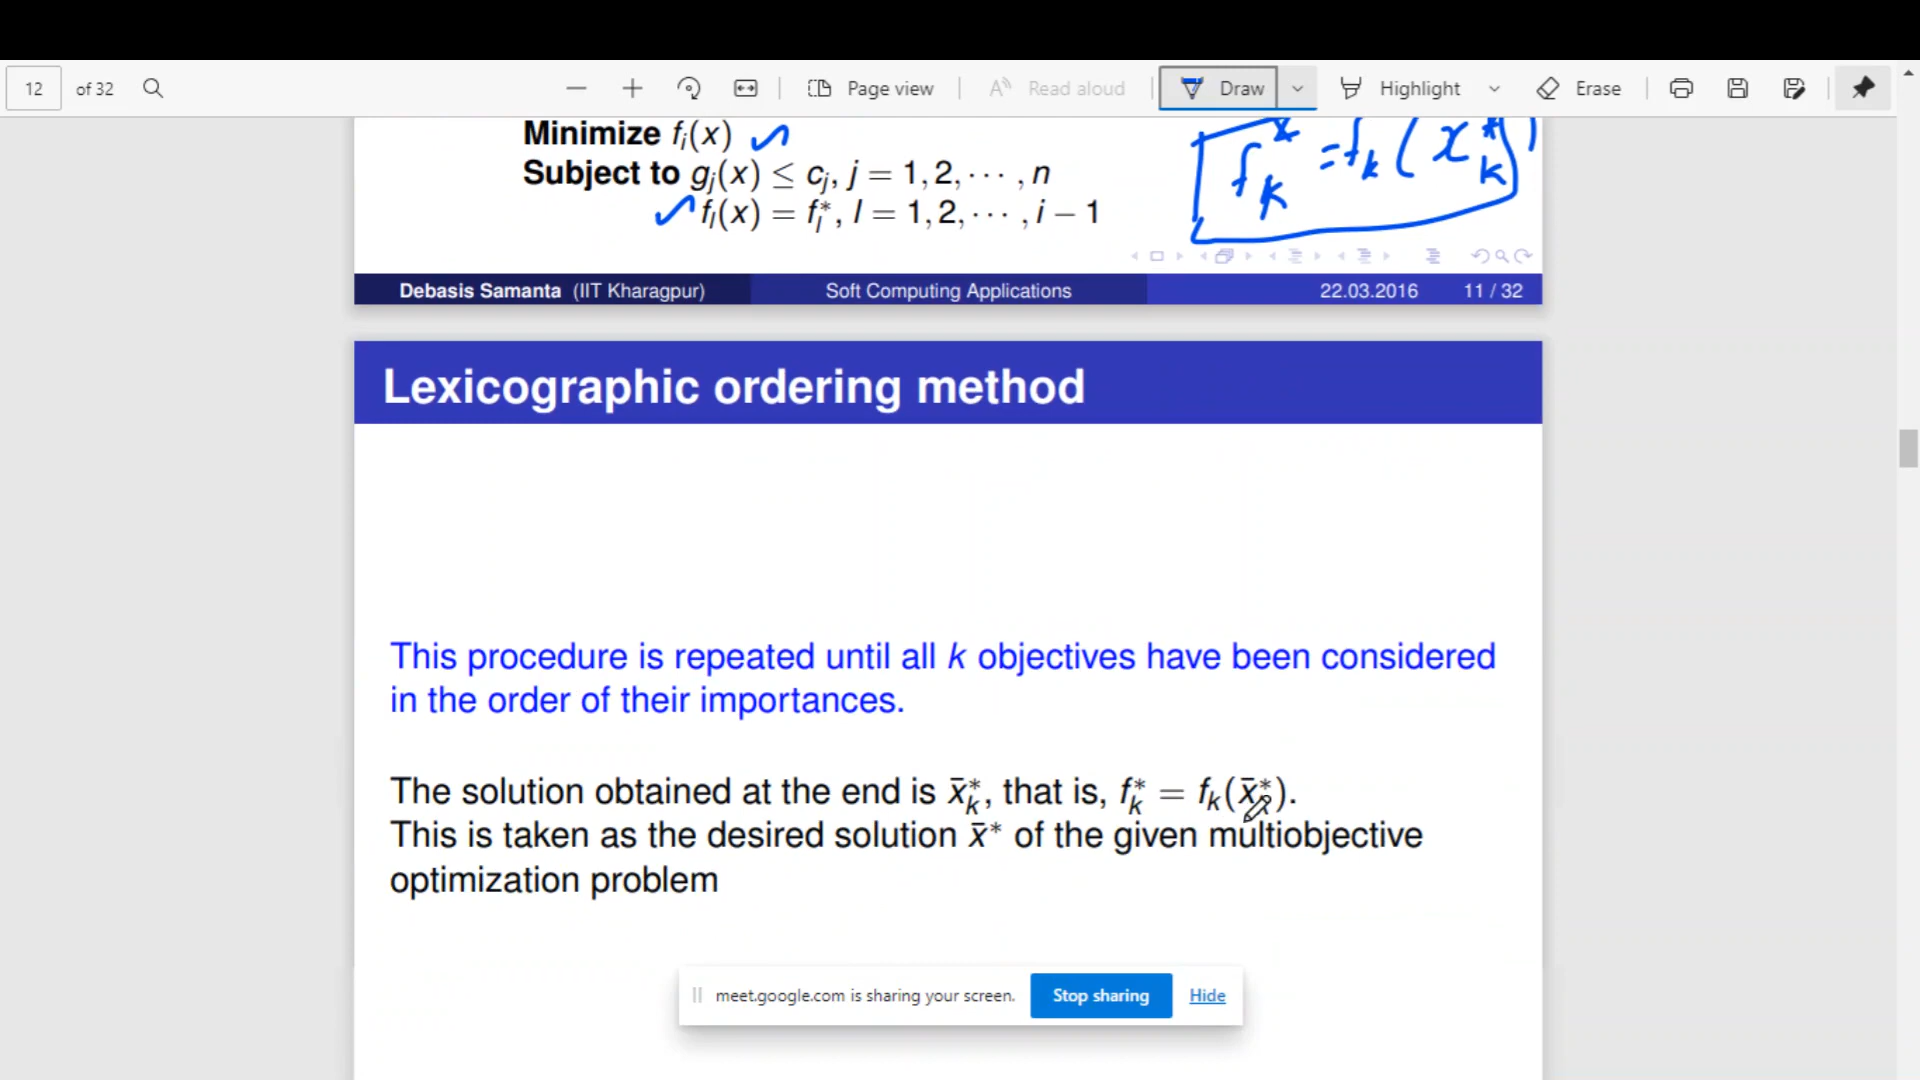 12 of 32 Page view Read aloud Draw Highlight Erase
Minimize fᵢ(x)
Subject to gⱼ(x) ≤ cⱼ, j = 1, 2, ⋯ , n
fₗ(x) = fₗ*, l = 1, 2, ⋯ , i − 1
fₖ* = fₖ(xₖ*)
Debasis Samanta (IIT Kharagpur) Soft Computing Applications 22.03.2016 11 / 32
Lexicographic ordering method
This procedure is repeated until all k objectives have been considered
in the order of their importances.
The solution obtained at the end is x̄ₖ*, that is, fₖ* = fₖ(x̄ₖ*).
This is taken as the desired solution x̄* of the given multiobjective
optimization problem
meet.google.com is sharing your screen. Stop sharing Hide